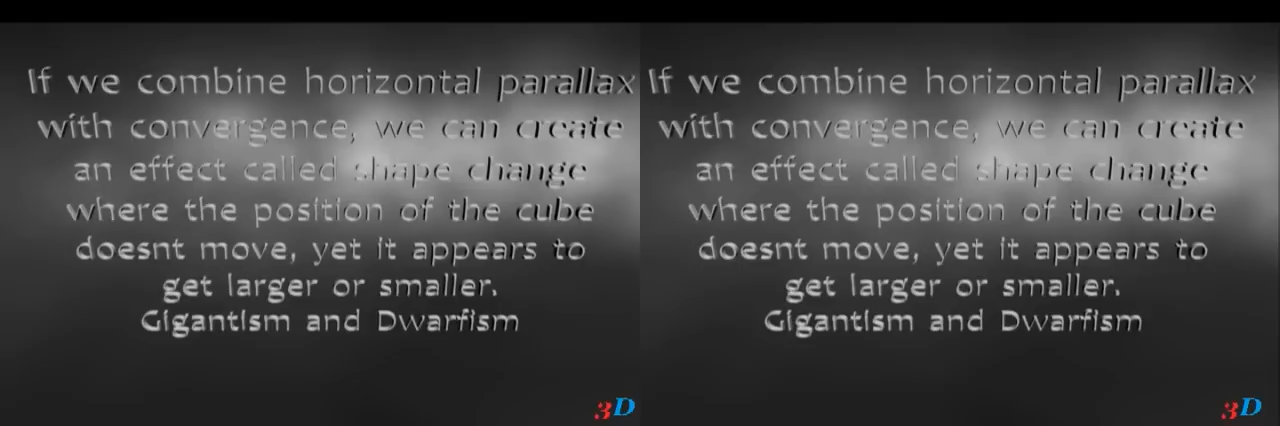 If we combine horizontal parallax
with convergence, we can create
an effect called shape change
where the position of the cube
doesnt move, yet it appears to
get larger or smaller.
Gigantism and Dwarfism
3D
If we combine horizontal parallax
with convergence, we can create
an effect called shape change
where the position of the cube
doesnt move, yet it appears to
get larger or smaller.
Gigantism and Dwarfism
3D